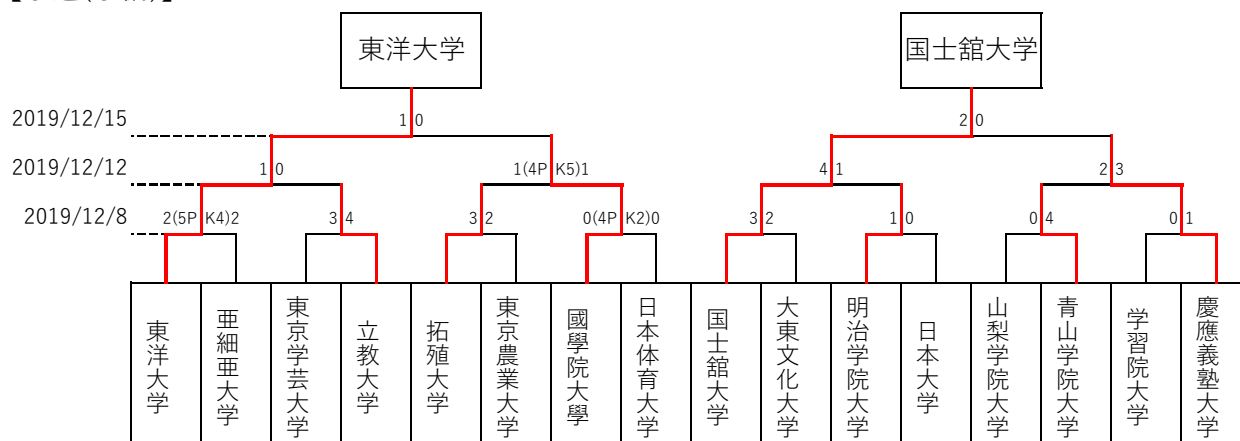 東洋大学
国士舘大学
2019/12/15
1 0
2 0
2019/12/12
1 0
1(4PK5)1
4 1
2 3
2019/12/8
2(5PK4)2
3 4
3 2
0(4PK2)0
3 2
1 0
0 4
0 1
東洋大学
亜細亜大学
東京学芸大学
立教大学
拓殖大学
東京農業大学
國學院大學
日本体育大学
国士舘大学
大東文化大学
明治学院大学
日本大学
山梨学院大学
青山学院大学
学習院大学
慶應義塾大学